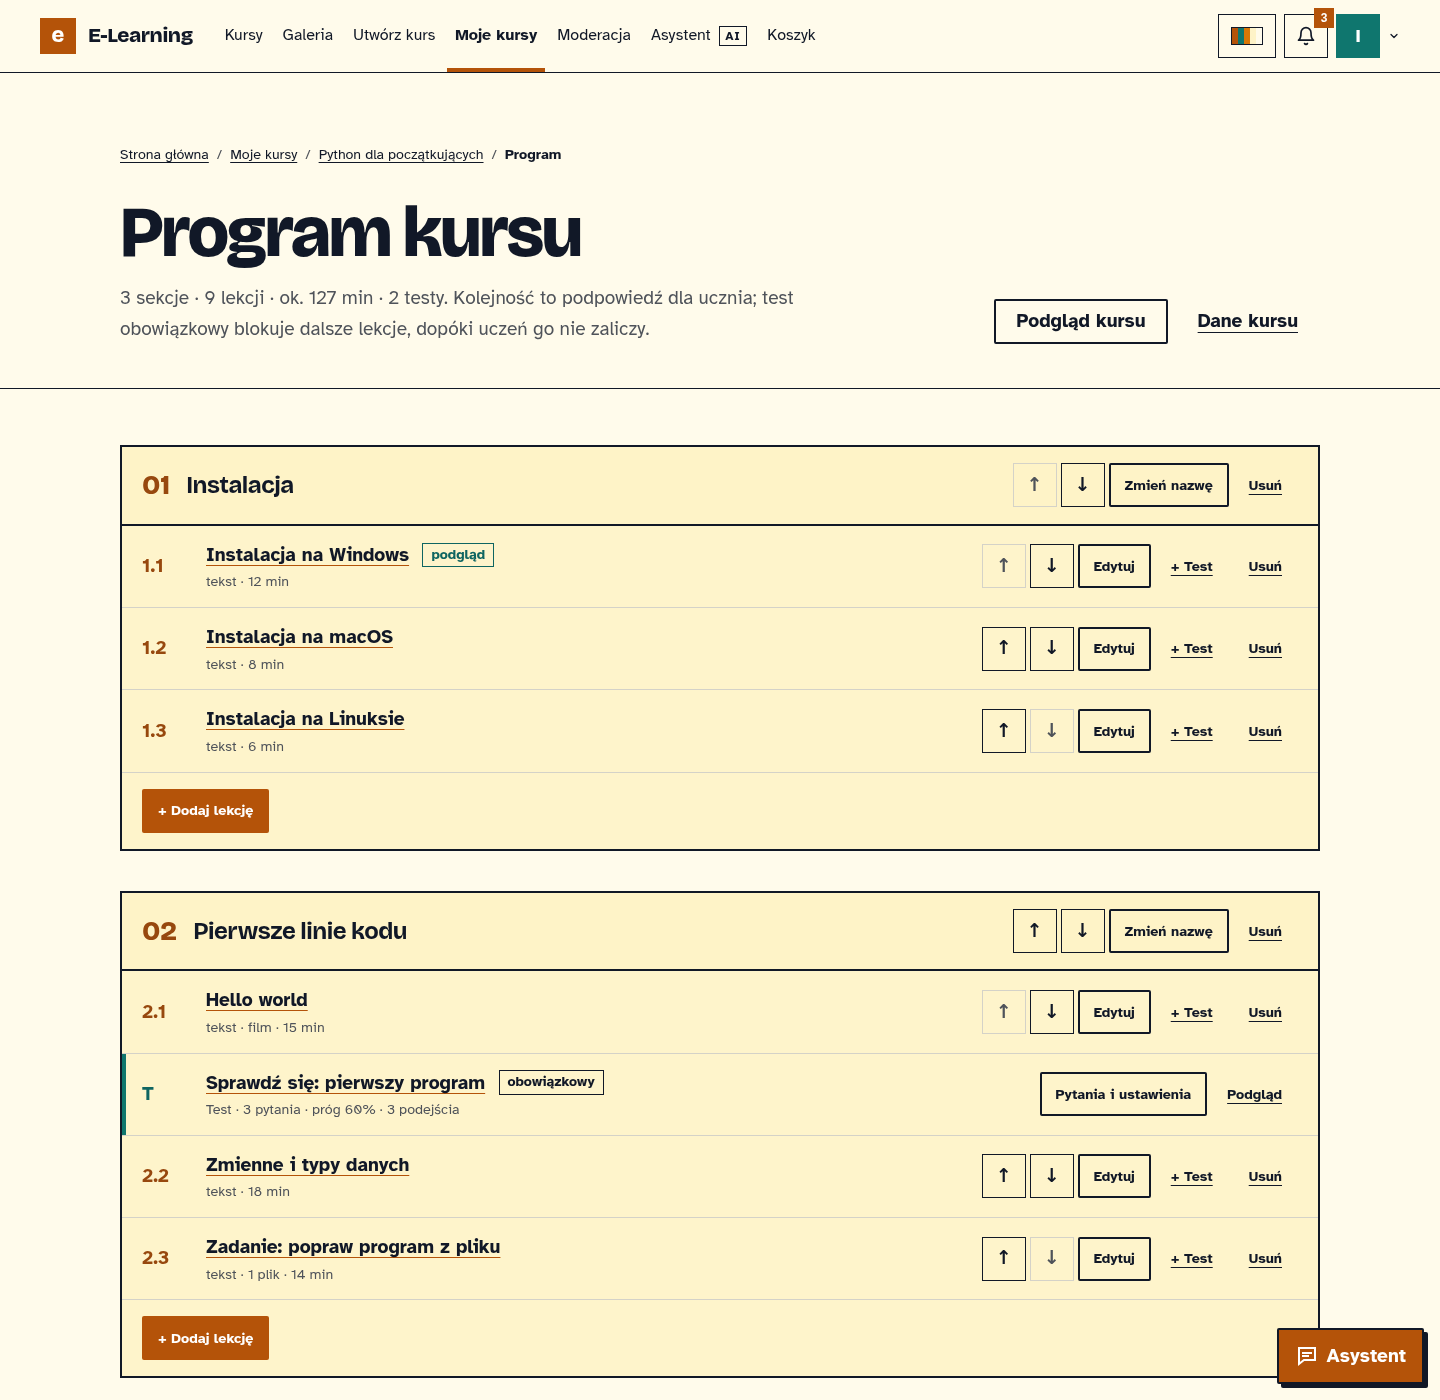 e E-Learning Kursy Galeria Utwórz kurs Moje kursy Moderacja Asystent AI Koszyk 3 I
Strona główna / Moje kursy / Python dla początkujących / Program
Program kursu
3 sekcje · 9 lekcji · ok. 127 min · 2 testy. Kolejność to podpowiedź dla ucznia; test
obowiązkowy blokuje dalsze lekcje, dopóki uczeń go nie zaliczy.
Podgląd kursu Dane kursu
01 Instalacja ↑ ↓ Zmień nazwę Usuń
1.1 Instalacja na Windows podgląd ↑ ↓ Edytuj + Test Usuń
tekst · 12 min
1.2 Instalacja na macOS ↑ ↓ Edytuj + Test Usuń
tekst · 8 min
1.3 Instalacja na Linuksie ↑ ↓ Edytuj + Test Usuń
tekst · 6 min
+ Dodaj lekcję
02 Pierwsze linie kodu ↑ ↓ Zmień nazwę Usuń
2.1 Hello world ↑ ↓ Edytuj + Test Usuń
tekst · film · 15 min
T Sprawdź się: pierwszy program obowiązkowy Pytania i ustawienia Podgląd
Test · 3 pytania · próg 60% · 3 podejścia
2.2 Zmienne i typy danych ↑ ↓ Edytuj + Test Usuń
tekst · 18 min
2.3 Zadanie: popraw program z pliku ↑ ↓ Edytuj + Test Usuń
tekst · 1 plik · 14 min
+ Dodaj lekcję
Asystent